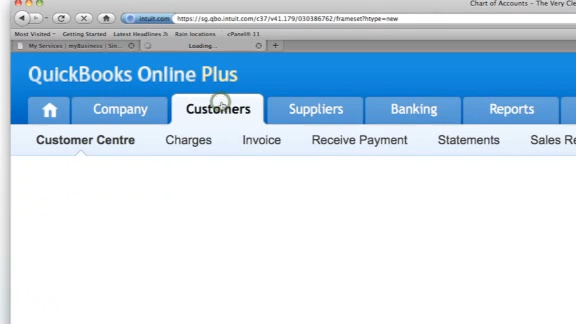 Chart of Accounts – The Very Cle
intuit.com https://sg.qbo.intuit.com/c37/v41.179/030386762/frameset?htype=new
Most Visited Getting Started Latest Headlines Rain locations cPanel® 11
My Services | myBusiness | Sin... Loading... +
QuickBooks Online Plus
Company Customers Suppliers Banking Reports
Customer Centre Charges Invoice Receive Payment Statements Sales Re